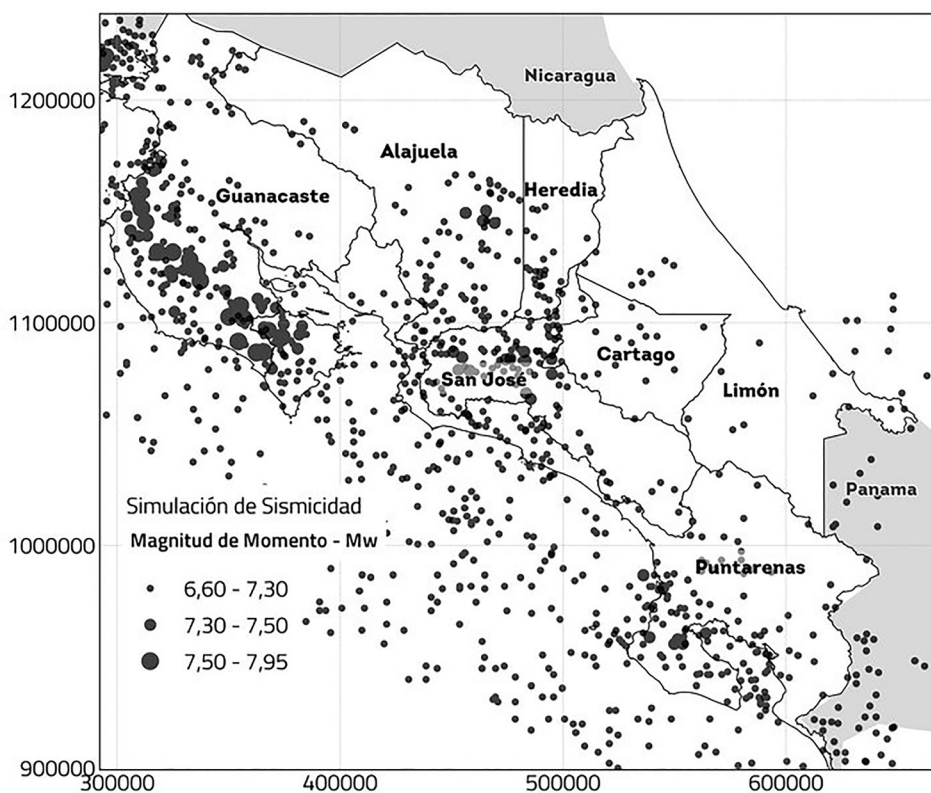 Nicaragua
1200000
Alajuela
Heredia
Guanacaste
1100000
Cartago
San José
Limón
Panama
Simulación de Sismicidad
Magnitud de Momento - Mw
1000000
Puntarenas
6,60 - 7,30
7,30 - 7,50
7,50 - 7,95
900000
300000
400000
500000
600000